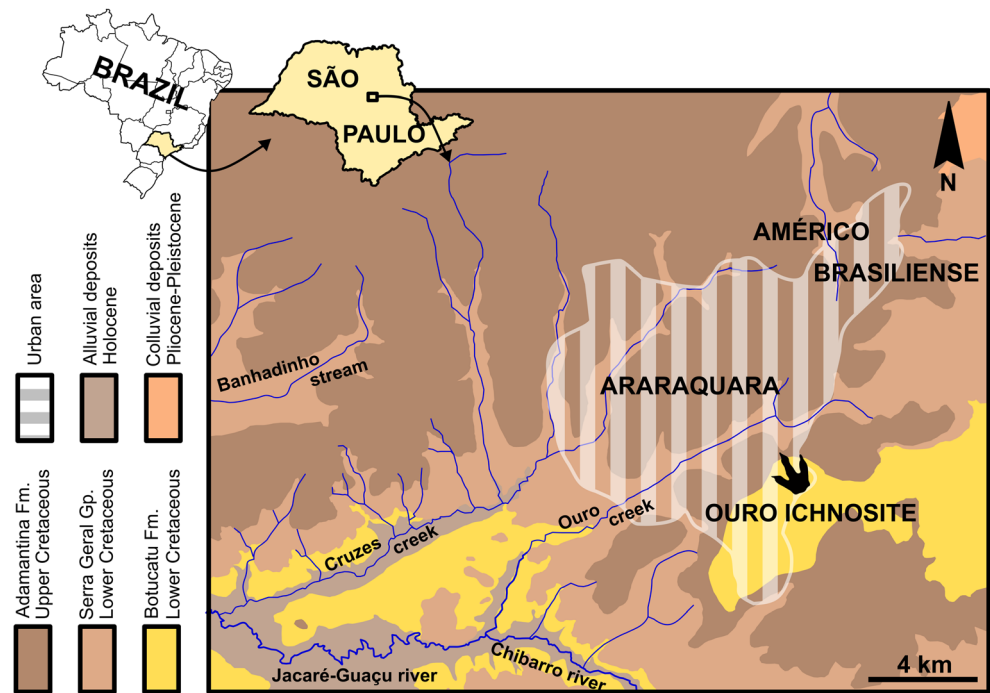 BRAZIL
SÃO
PAULO
N
AMÉRICO
BRASILIENSE
ARARAQUARA
OURO ICHNOSITE
Banhadinho
stream
Cruzes
creek
Ouro
creek
Jacaré-Guaçu river
Chibarro river
4 km
Urban area
Alluvial deposits
Holocene
Colluvial deposits
Pliocene-Pleistocene
Adamantina Fm.
Upper Cretaceous
Serra Geral Gp.
Lower Cretaceous
Botucatu Fm.
Lower Cretaceous